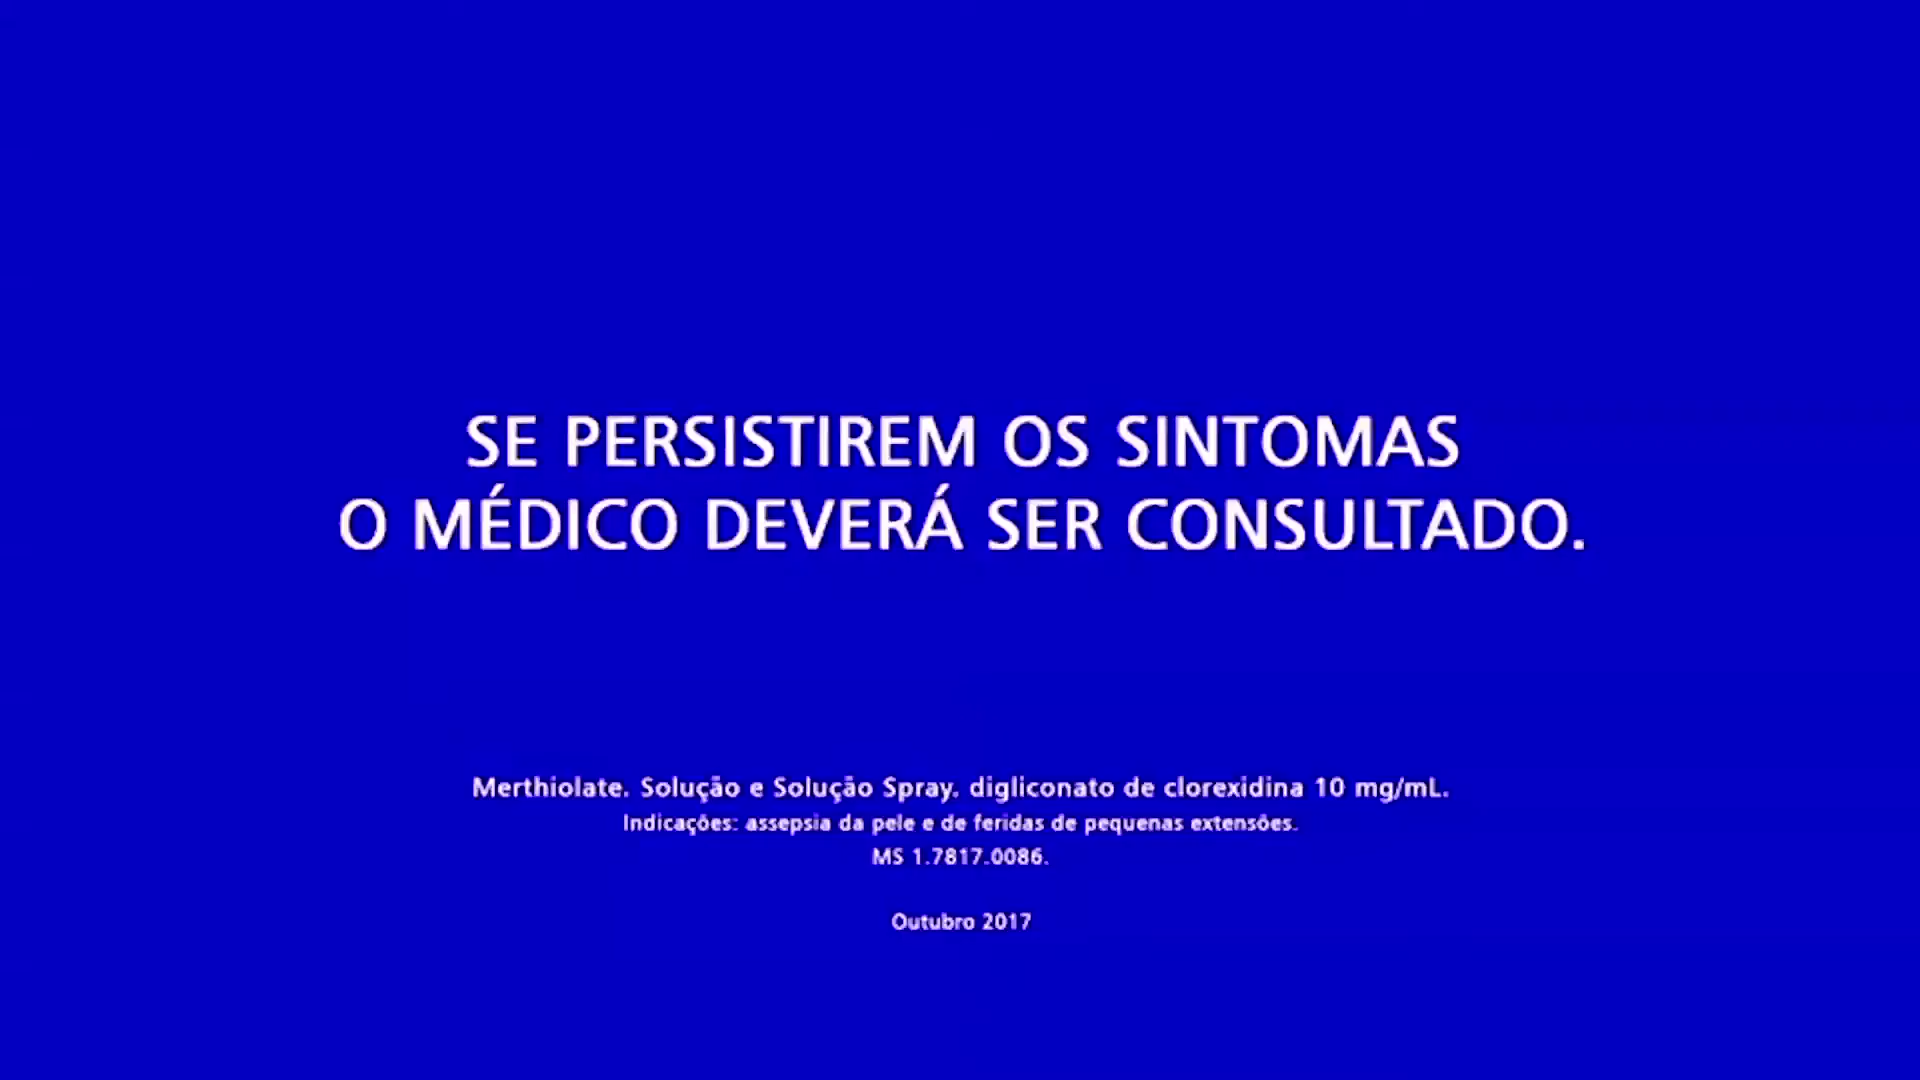 SE PERSISTIREM OS SINTOMAS
O MÉDICO DEVERÁ SER CONSULTADO.
Merthiolate. Solução e Solução Spray. digliconato de clorexidina 10 mg/mL.
Indicações: assepsia da pele e de feridas de pequenas extensões.
MS 1.7817.0086.
Outubro 2017